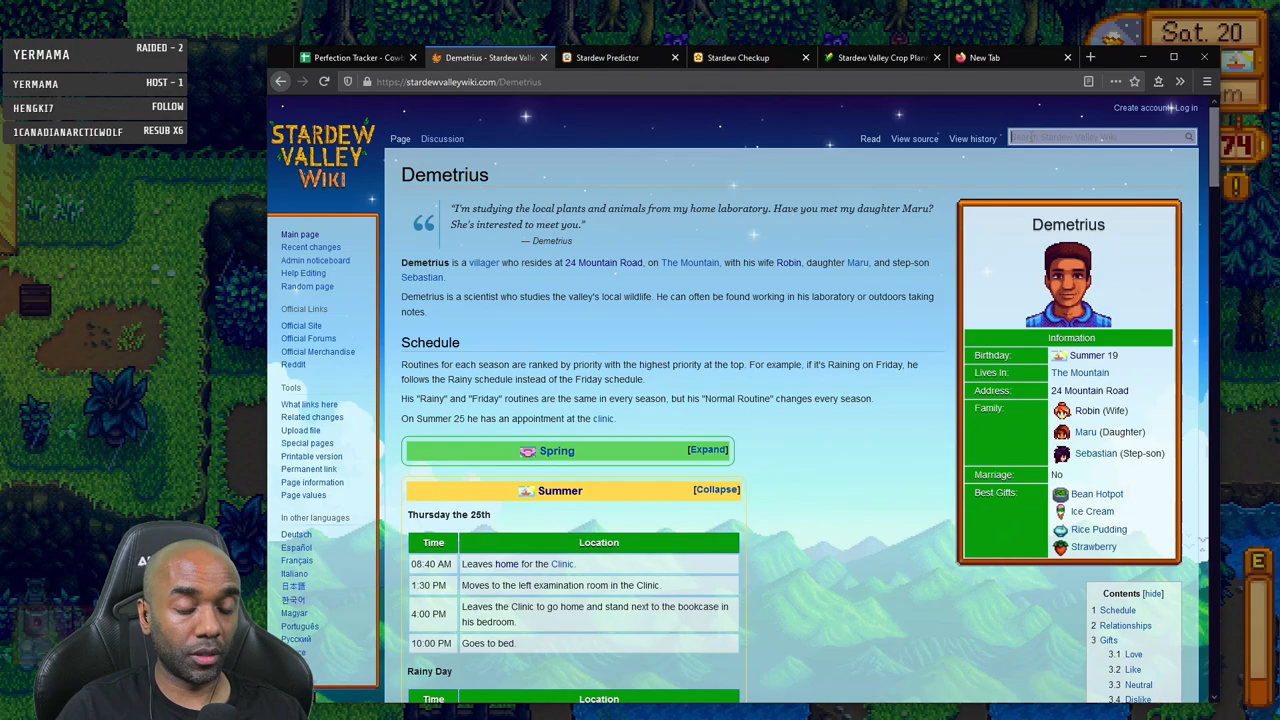 YERMAMA
RAIDED - 2
YERMAMA
HOST - 1
HENGKI7
FOLLOW
1CANADIANARCTICWOLF
RESUB X6
Sat. 20
74
E
Perfection Tracker - Cowb
Demetrius - Stardew Valle
Stardew Predictor
Stardew Checkup
Stardew Valley Crop Plan
New Tab
https://stardewvalleywiki.com/Demetrius
Create account
Log in
STARDEW
VALLEY
WIKI
Page
Discussion
Read
View source
View history
Search Stardew Valley Wiki
Main page
Recent changes
Admin noticeboard
Help Editing
Random page
Official Links
Official Site
Official Forums
Official Merchandise
Reddit
Tools
What links here
Related changes
Upload file
Special pages
Printable version
Permanent link
Page information
Page values
In other languages
Deutsch
Español
Français
Italiano
日本語
한국어
Magyar
Português
Русский
Demetrius
“I'm studying the local plants and animals from my home laboratory. Have you met my daughter Maru?
She's interested to meet you.”
— Demetrius
Demetrius is a villager who resides at 24 Mountain Road, on The Mountain, with his wife Robin, daughter Maru, and step-son
Sebastian.
Demetrius is a scientist who studies the valley's local wildlife. He can often be found working in his laboratory or outdoors taking
notes.
Schedule
Routines for each season are ranked by priority with the highest priority at the top. For example, if it's Raining on Friday, he
follows the Rainy schedule instead of the Friday schedule.
His "Rainy" and "Friday" routines are the same in every season, but his "Normal Routine" changes every season.
On Summer 25 he has an appointment at the clinic.
Spring
[Expand]
Summer
[Collapse]
Thursday the 25th
Time
Location
08:40 AM
Leaves home for the Clinic.
1:30 PM
Moves to the left examination room in the Clinic.
4:00 PM
Leaves the Clinic to go home and stand next to the bookcase in
his bedroom.
10:00 PM
Goes to bed.
Rainy Day
Time
Location
Demetrius
Information
Birthday:
Summer 19
Lives In:
The Mountain
Address:
24 Mountain Road
Family:
Robin (Wife)
Maru (Daughter)
Sebastian (Step-son)
Marriage:
No
Best Gifts:
Bean Hotpot
Ice Cream
Rice Pudding
Strawberry
Contents [hide]
1 Schedule
2 Relationships
3 Gifts
3.1 Love
3.2 Like
3.3 Neutral
3.4 Dislike